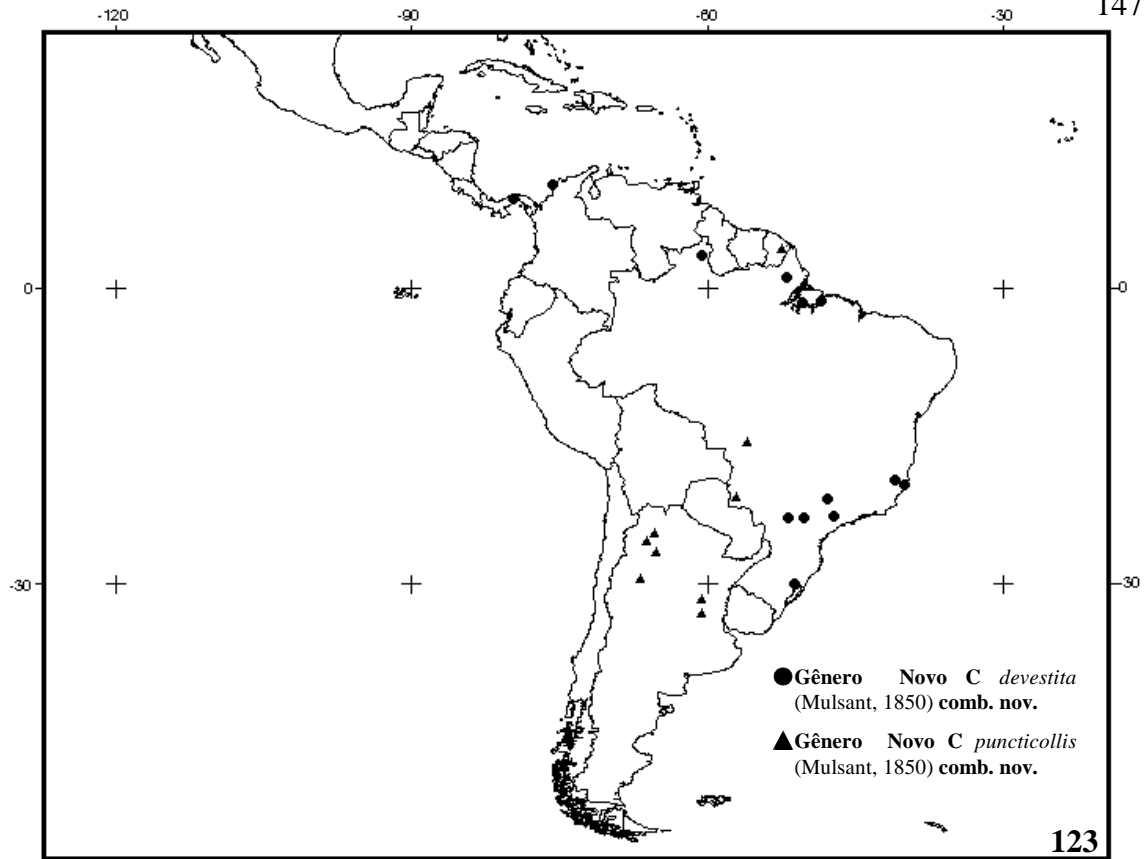 147
-120 -90 -60 -30
0 0
-30 -30
Gênero Novo C devestita
(Mulsant, 1850) comb. nov.
Gênero Novo C puncticollis
(Mulsant, 1850) comb. nov.
123